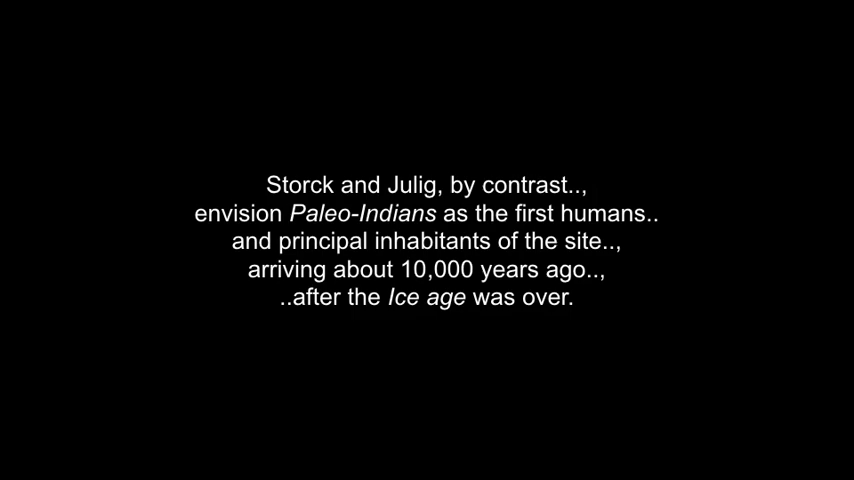 Storck and Julig, by contrast..,
envision Paleo-Indians as the first humans..
and principal inhabitants of the site..,
arriving about 10,000 years ago..,
..after the Ice age was over.